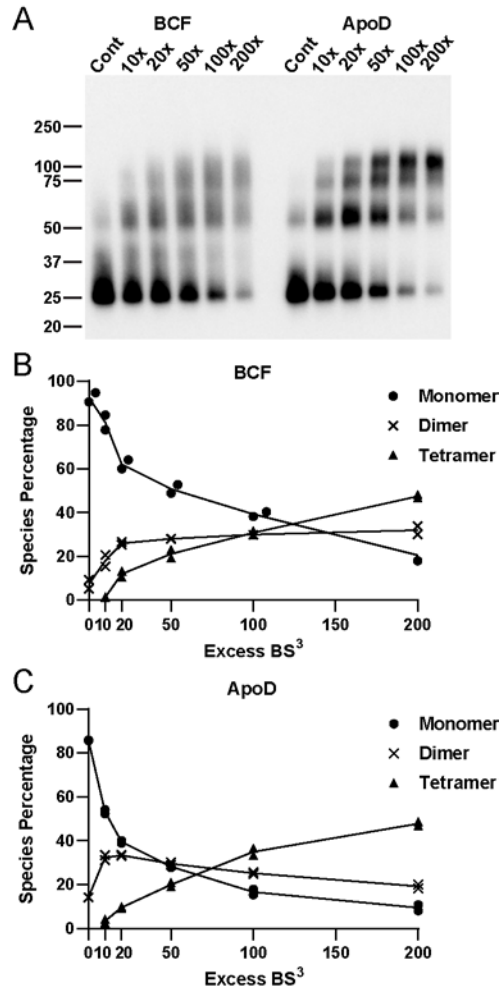 A
BCF
ApoD
Cont 10x 20x 50x 100x 200x
Cont 10x 20x 50x 100x 200x
250
100
75
50
37
25
20
B
BCF
Species Percentage
100
80
60
40
20
0
Monomer
Dimer
Tetramer
0 10 20 50 100 150 200
Excess BS³
C
ApoD
Species Percentage
100
80
60
40
20
0
Monomer
Dimer
Tetramer
0 10 20 50 100 150 200
Excess BS³